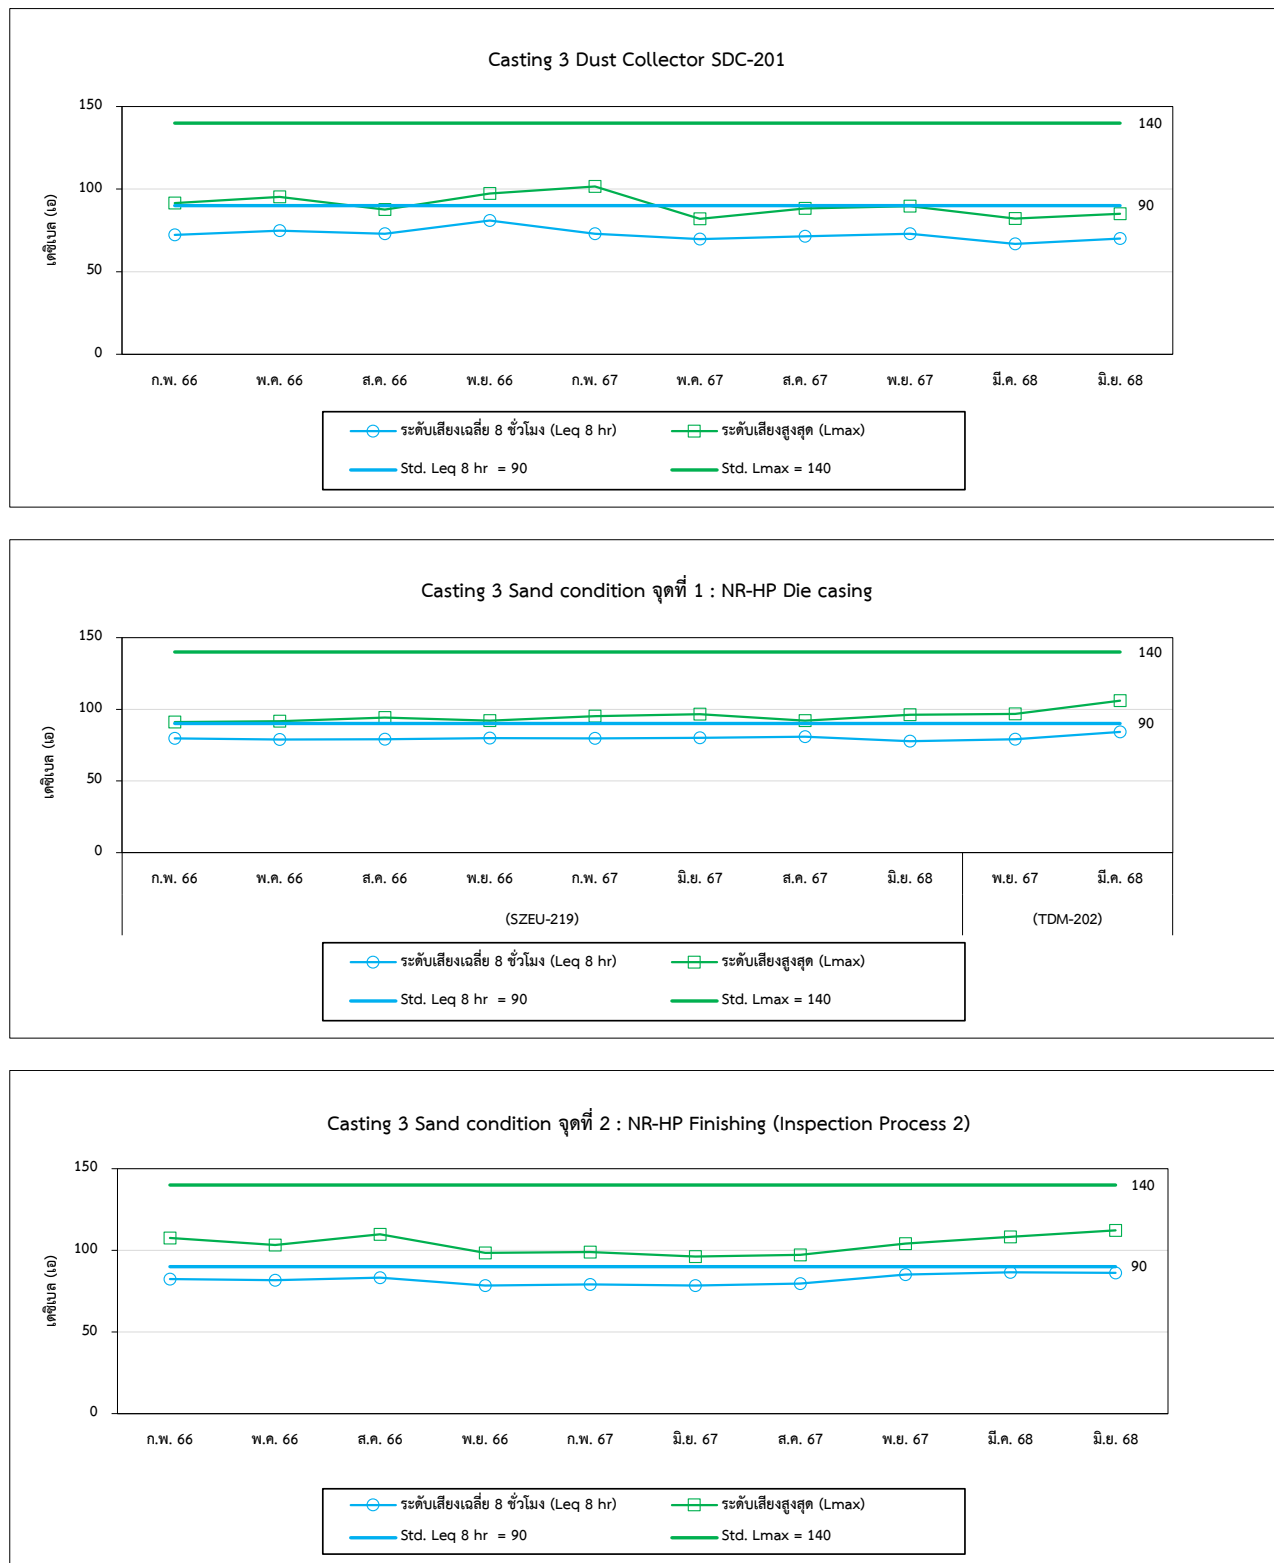 Casting 3 Dust Collector SDC-201
เดซิเบล (เอ)
150
100
50
0
140
90
ก.พ. 66 พ.ค. 66 ส.ค. 66 พ.ย. 66 ก.พ. 67 พ.ค. 67 ส.ค. 67 พ.ย. 67 มี.ค. 68 มิ.ย. 68
ระดับเสียงเฉลี่ย 8 ชั่วโมง (Leq 8 hr) ระดับเสียงสูงสุด (Lmax)
Std. Leq 8 hr = 90 Std. Lmax = 140
Casting 3 Sand condition จุดที่ 1 : NR-HP Die casing
เดซิเบล (เอ)
150
100
50
0
140
90
ก.พ. 66 พ.ค. 66 ส.ค. 66 พ.ย. 66 ก.พ. 67 มิ.ย. 67 ส.ค. 67 มิ.ย. 68 พ.ย. 67 มี.ค. 68
(SZEU-219) (TDM-202)
ระดับเสียงเฉลี่ย 8 ชั่วโมง (Leq 8 hr) ระดับเสียงสูงสุด (Lmax)
Std. Leq 8 hr = 90 Std. Lmax = 140
Casting 3 Sand condition จุดที่ 2 : NR-HP Finishing (Inspection Process 2)
เดซิเบล (เอ)
150
100
50
0
140
90
ก.พ. 66 พ.ค. 66 ส.ค. 66 พ.ย. 66 ก.พ. 67 มิ.ย. 67 ส.ค. 67 พ.ย. 67 มี.ค. 68 มิ.ย. 68
ระดับเสียงเฉลี่ย 8 ชั่วโมง (Leq 8 hr) ระดับเสียงสูงสุด (Lmax)
Std. Leq 8 hr = 90 Std. Lmax = 140